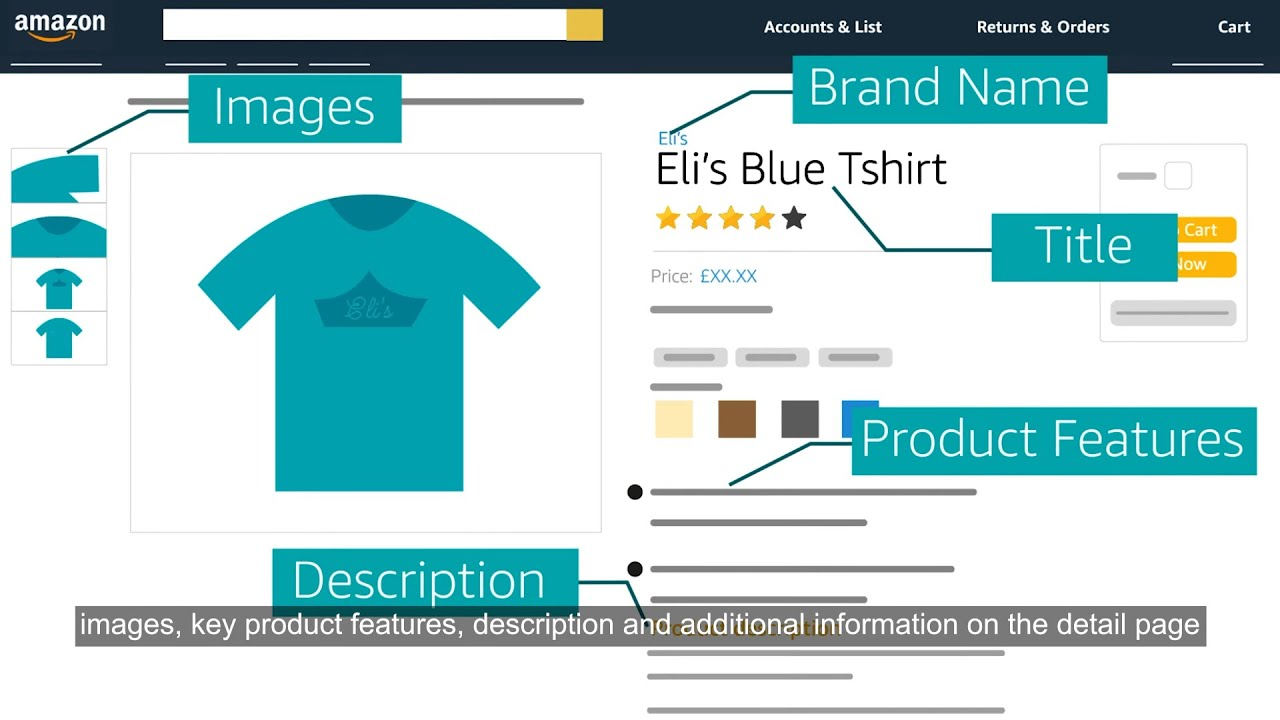 amazon
Accounts & List
Returns & Orders
Cart
Images
Brand Name
Eli's
Eli's Blue Tshirt
Title
Cart
Now
Price: £XX.XX
Eli's
Product Features
Description
images, key product features, description and additional information on the detail page